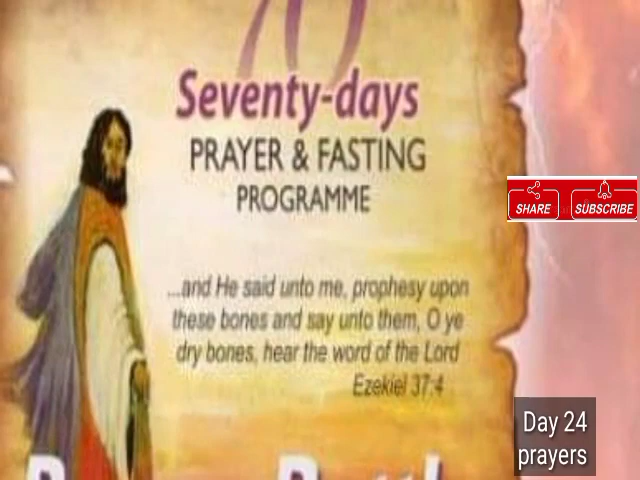 70
Seventy-days
PRAYER & FASTING
PROGRAMME
...and He said unto me, prophesy upon
these bones and say unto them, O ye
dry bones, hear the word of the Lord
Ezekiel 37:4
SHARE
SUBSCRIBE
Day 24
prayers